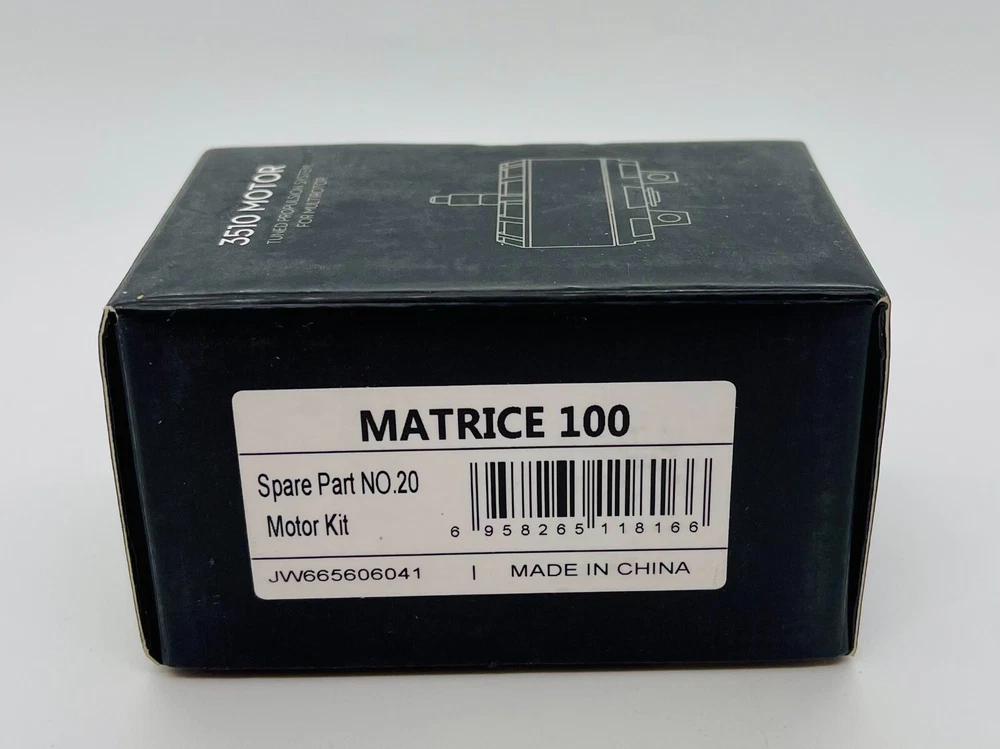 3510 MOTOR
TUNED PROPULSION SYSTEM
FOR MULTIROTOR
MATRICE 100
Spare Part NO.20
Motor Kit
6 958265 118166
JW665606041 | MADE IN CHINA